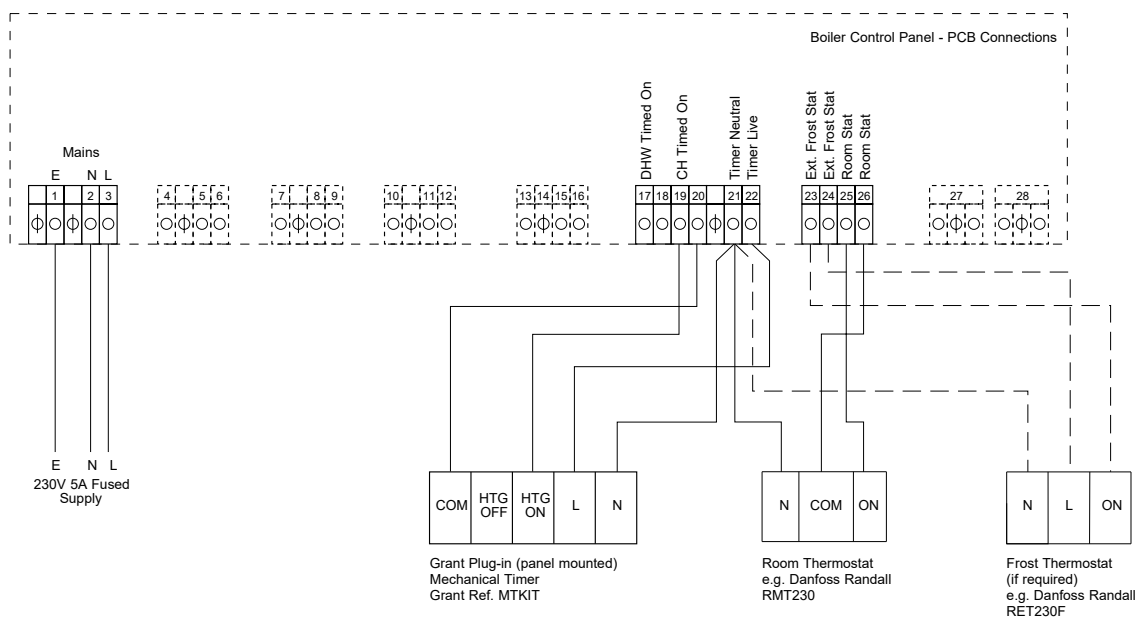 Boiler Control Panel - PCB Connections
Mains
E N L
DHW Timed On
CH Timed On
Timer Neutral
Timer Live
Ext. Frost Stat
Ext. Frost Stat
Room Stat
Room Stat
1 2 3
4 5 6
7 8 9
10 11 12
13 14 15 16
17 18 19 20 21 22
23 24 25 26
27
28
E N L
230V 5A Fused
Supply
COM HTG OFF HTG ON L N
Grant Plug-in (panel mounted)
Mechanical Timer
Grant Ref. MTKIT
N COM ON
Room Thermostat
e.g. Danfoss Randall
RMT230
N L ON
Frost Thermostat
(if required)
e.g. Danfoss Randall
RET230F